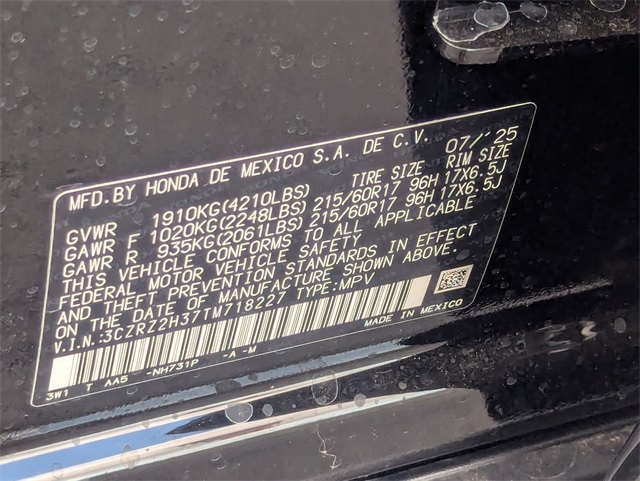 MFD. BY HONDA DE MEXICO S.A. DE C.V. 07/'25
TIRE SIZE RIM SIZE
GVWR 1910KG(4210LBS)
GAWR F 1020KG(2248LBS) 215/60R17 96H 17X6.5J
GAWR R 935KG(2061LBS) 215/60R17 96H 17X6.5J
THIS VEHICLE CONFORMS TO ALL APPLICABLE
FEDERAL MOTOR VEHICLE SAFETY
AND THEFT PREVENTION STANDARDS IN EFFECT
ON THE DATE OF MANUFACTURE SHOWN ABOVE.
V.I.N.:3CZRZ2H37TM718227 TYPE:MPV
MADE IN MEXICO
3W1 T AA5 -NH731P -A-M